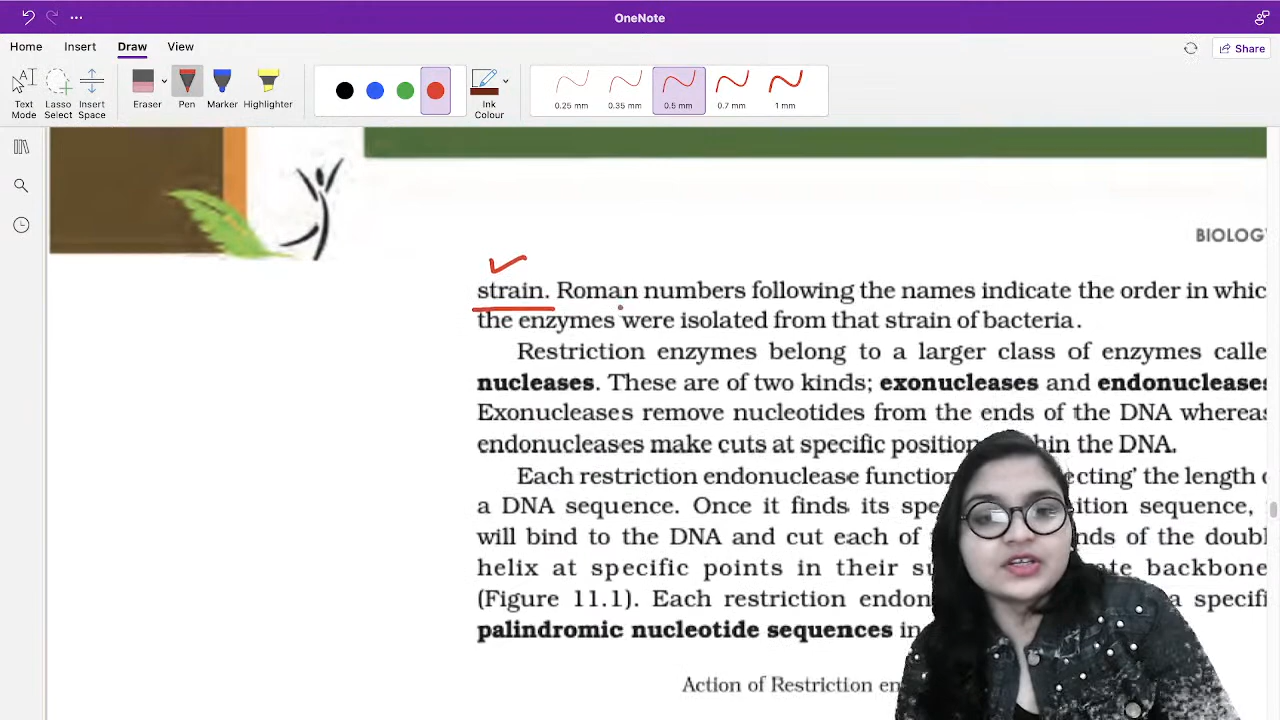 OneNote
Home Insert Draw View
Share
Text Mode
Lasso Select
Insert Space
Eraser
Pen
Marker
Highlighter
Ink Colour
0.25 mm
0.35 mm
0.5 mm
0.7 mm
1 mm
BIOLOG
strain. Roman numbers following the names indicate the order in whic
the enzymes were isolated from that strain of bacteria.
Restriction enzymes belong to a larger class of enzymes calle
nucleases. These are of two kinds; exonucleases and endonucleases
Exonucleases remove nucleotides from the ends of the DNA whereas
endonucleases make cuts at specific position hin the DNA.
Each restriction endonuclease function ecting' the length
a DNA sequence. Once it finds its spe ition sequence,
will bind to the DNA and cut each of nds of the doubl
helix at specific points in their su te backbone
(Figure 11.1). Each restriction endon a specifi
palindromic nucleotide sequences in
Action of Restriction en